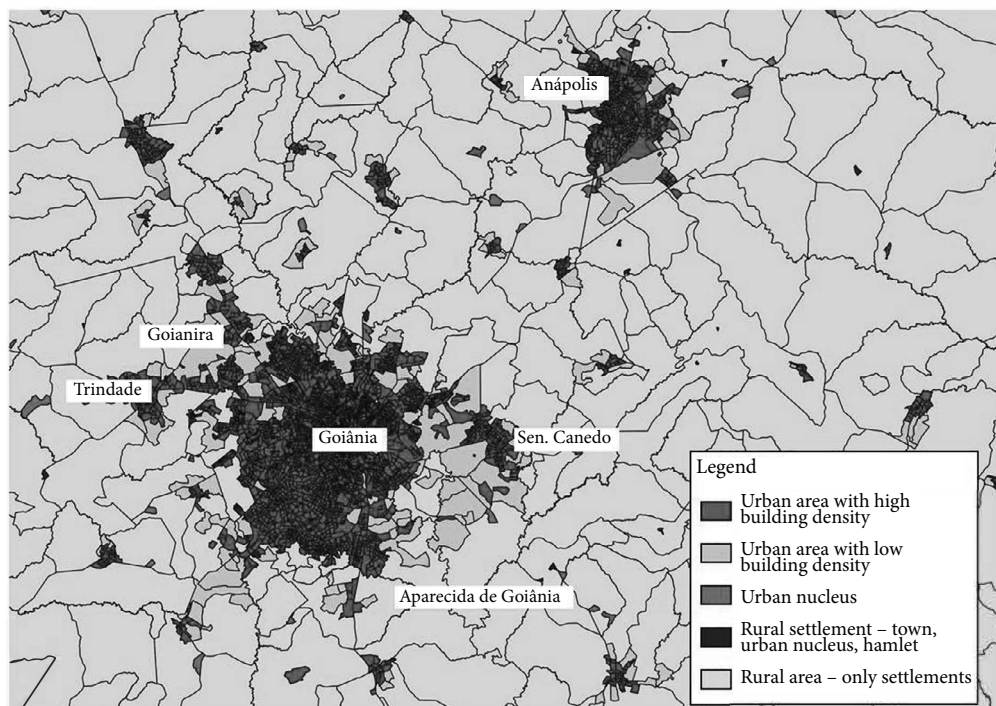 Anápolis
Goianira
Trindade
Goiânia
Sen. Canedo
Aparecida de Goiânia
Legend
Urban area with high
building density
Urban area with low
building density
Urban nucleus
Rural settlement – town,
urban nucleus, hamlet
Rural area – only settlements